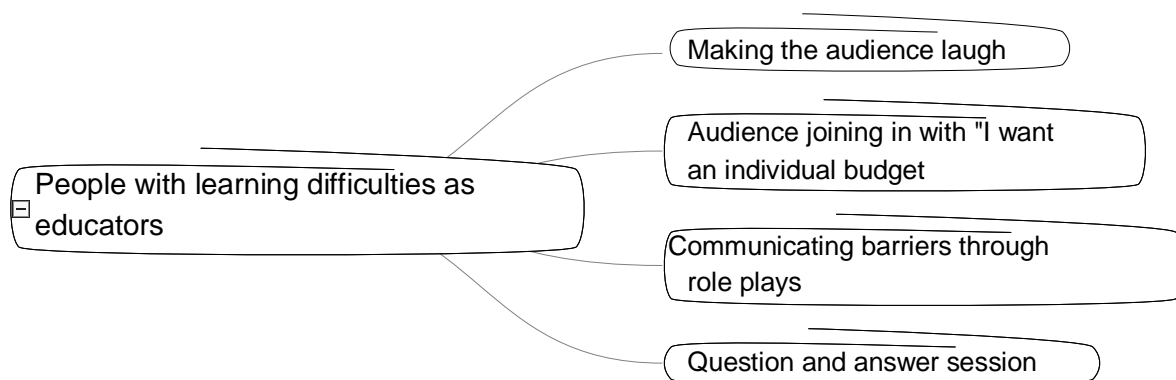 People with learning difficulties as
educators
Making the audience laugh
Audience joining in with "I want
an individual budget
Communicating barriers through
role plays
Question and answer session